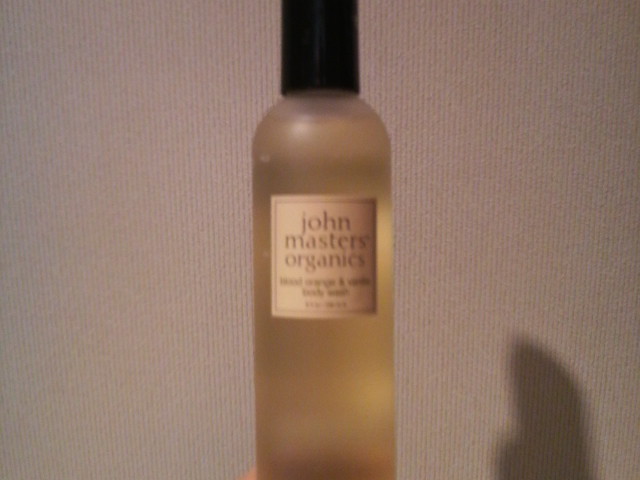 john
masters
organics
blood orange & vanilla
body wash